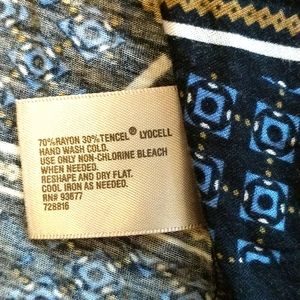 70%RAYON 30%TENCEL® LYOCELL
HAND WASH COLD.
USE ONLY NON-CHLORINE BLEACH
WHEN NEEDED.
RESHAPE AND DRY FLAT.
COOL IRON AS NEEDED.
RN# 93677
728816